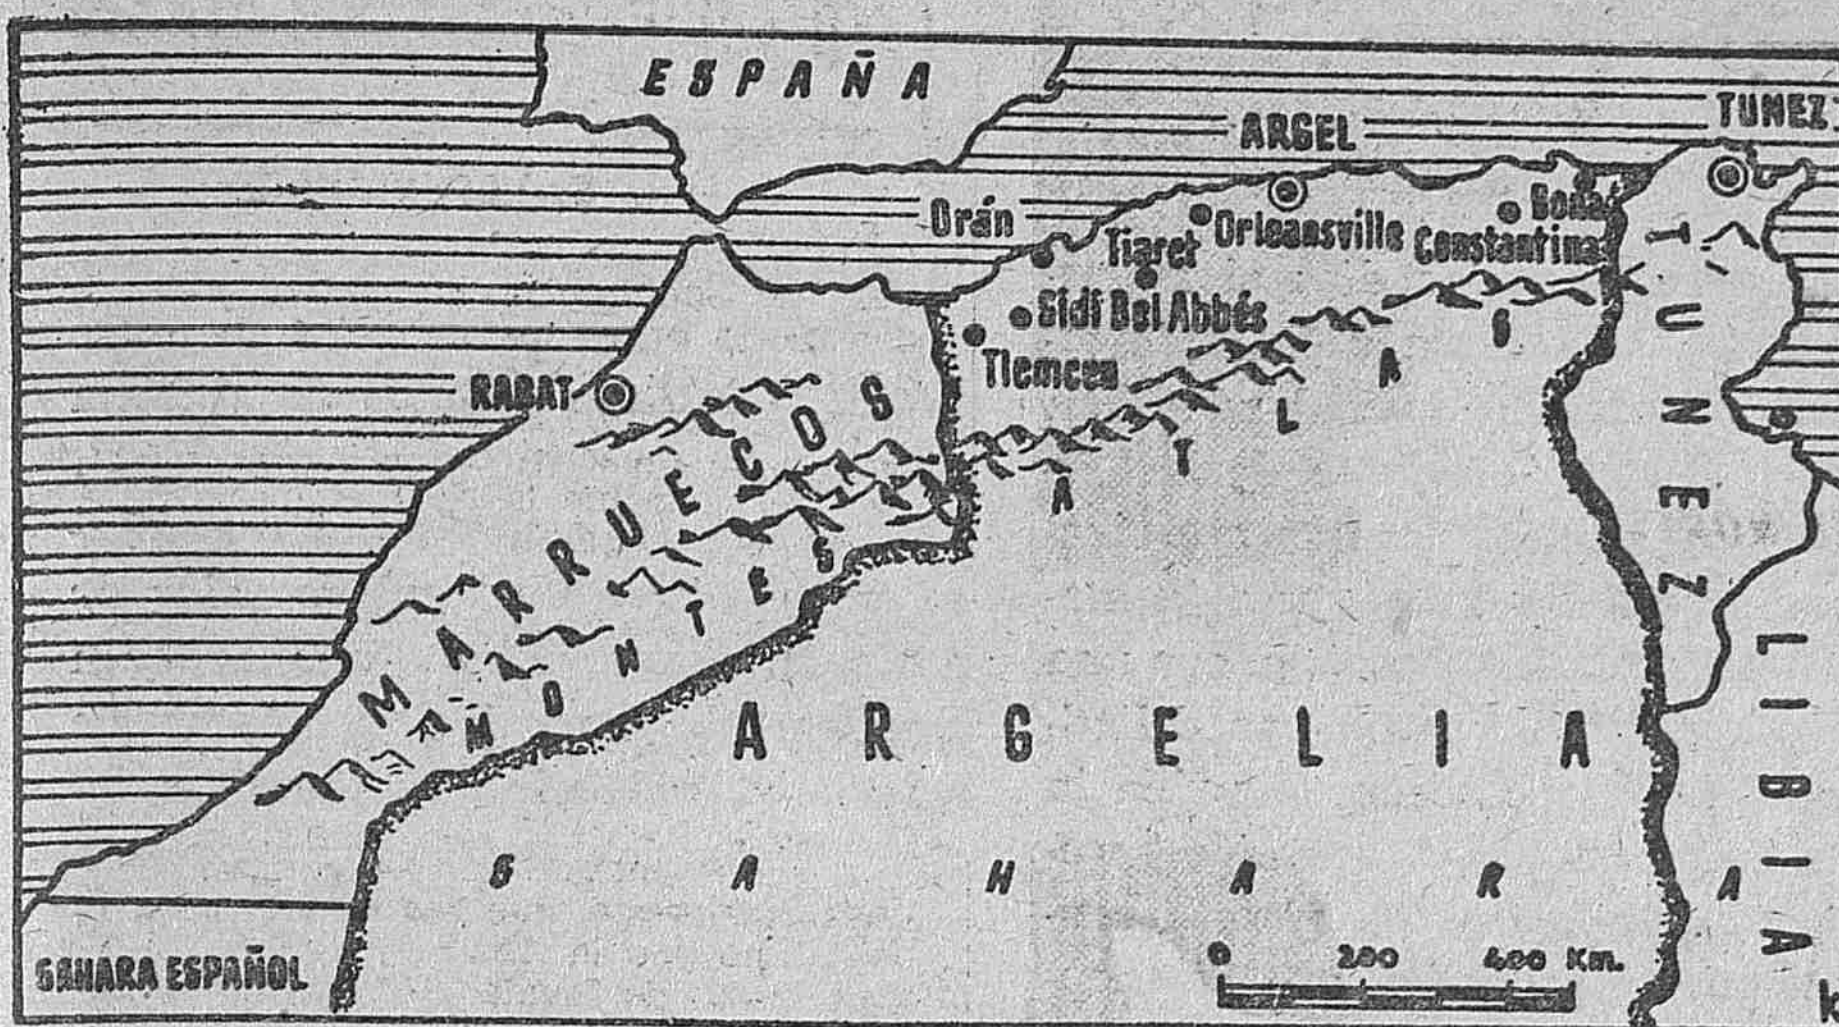 ESPAÑA
TUNEZ
ARGEL
Orán
Bona
Tiaret
Orleansville
Constantina
Sidi Bel Abbés
Tlemcen
RABAT
MARRUECOS
MONTES
ATLAS
TUNEZ
LIBIA
ARGELIA
SAHARA
SAHARA ESPAÑOL
0 200 400 Km.